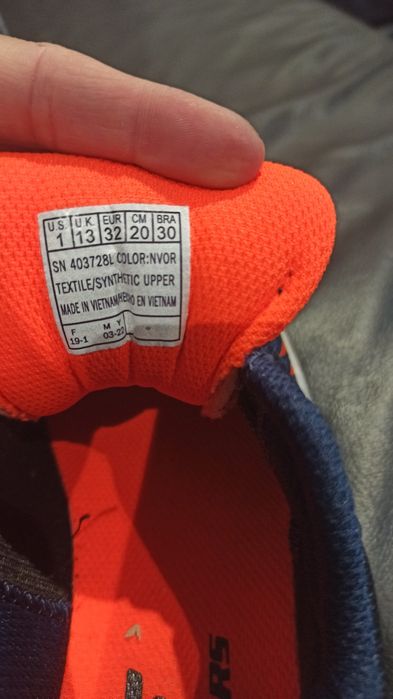 U.S. U.K. EUR CM BRA
1 13 32 20 30
SN 403728L COLOR:NVOR
TEXTILE/SYNTHETIC UPPER
MADE IN VIETNAM/HECHO EN VIETNAM
F M Y
19-1 03-22
RS